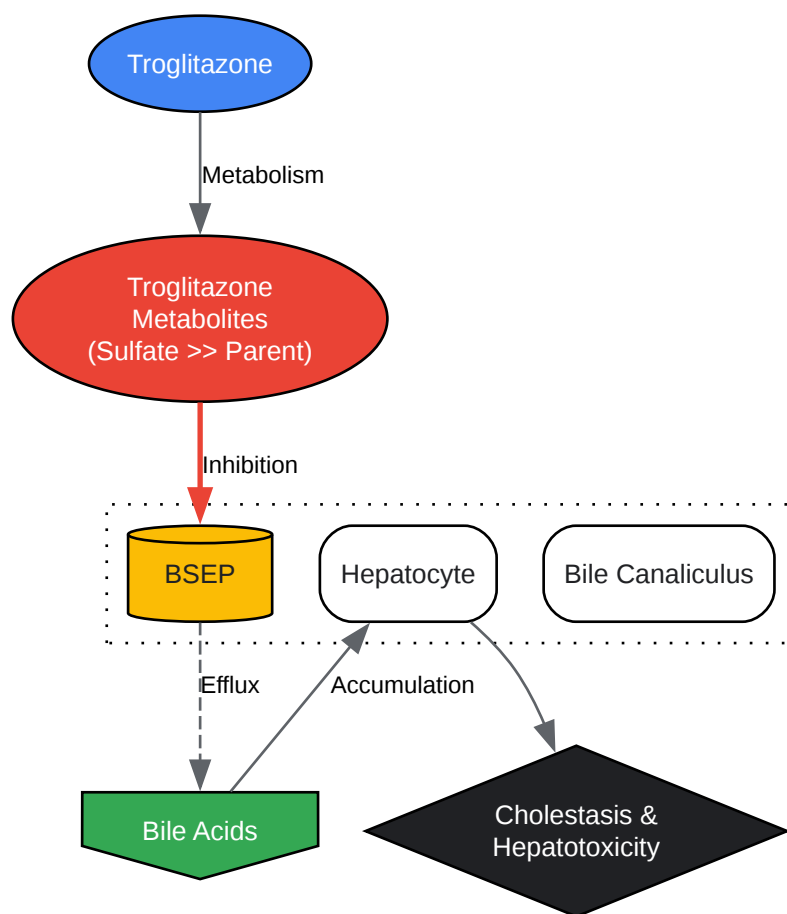 Troglitazone
Metabolism
Troglitazone
Metabolites
(Sulfate >> Parent)
Inhibition
BSEP
Hepatocyte
Bile Canaliculus
Efflux
Accumulation
Bile Acids
Cholestasis &
Hepatotoxicity